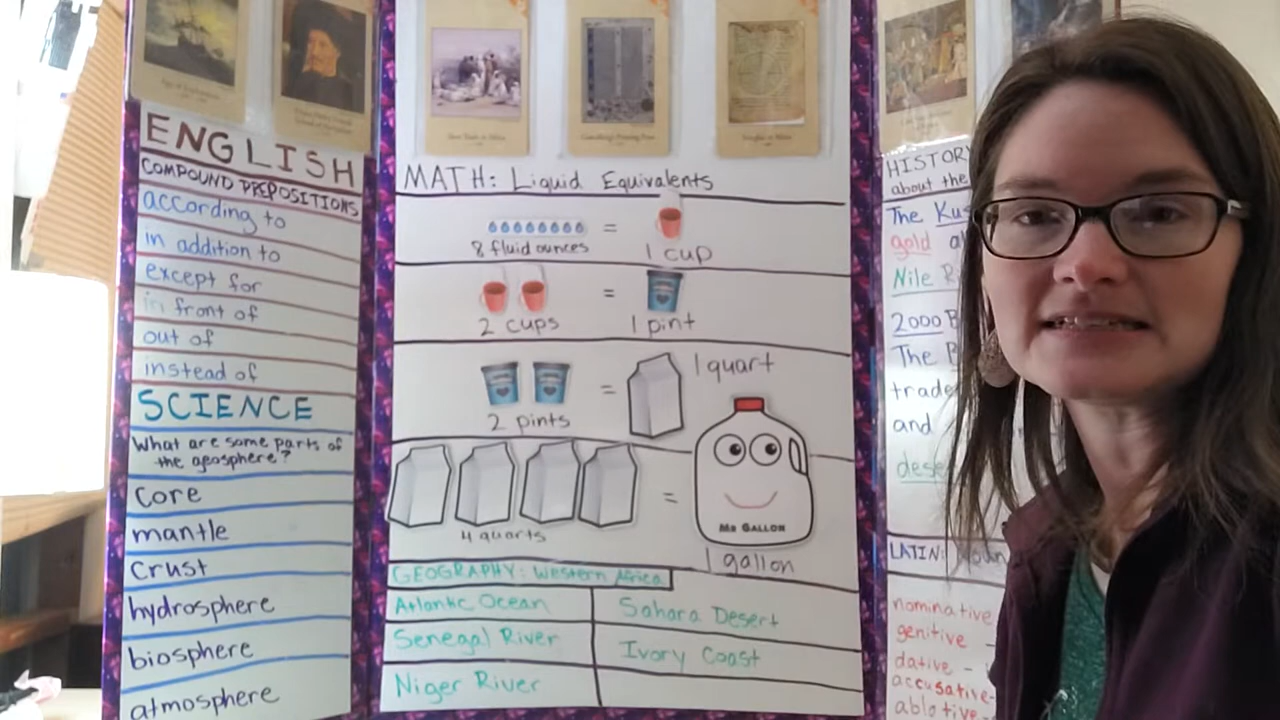 ENGLISH
COMPOUND PREPOSITIONS
according to
in addition to
except for
in front of
out of
instead of
SCIENCE
What are some parts of
the geosphere?
core
mantle
crust
hydrosphere
biosphere
atmosphere
MATH: Liquid Equivalents
=
8 fluid ounces
1 cup
=
2 cups
1 pint
=
1 quart
2 pints
=
MR GALLON
4 quarts
1 gallon
GEOGRAPHY: Western Africa
Atlantic Ocean
Sahara Desert
Senegal River
Ivory Coast
Niger River
HISTORY
about the
The
gold
Nile
2000
The
trade
and
LATIN:
nominative
genitive -
dative -
accusative-
ablative-